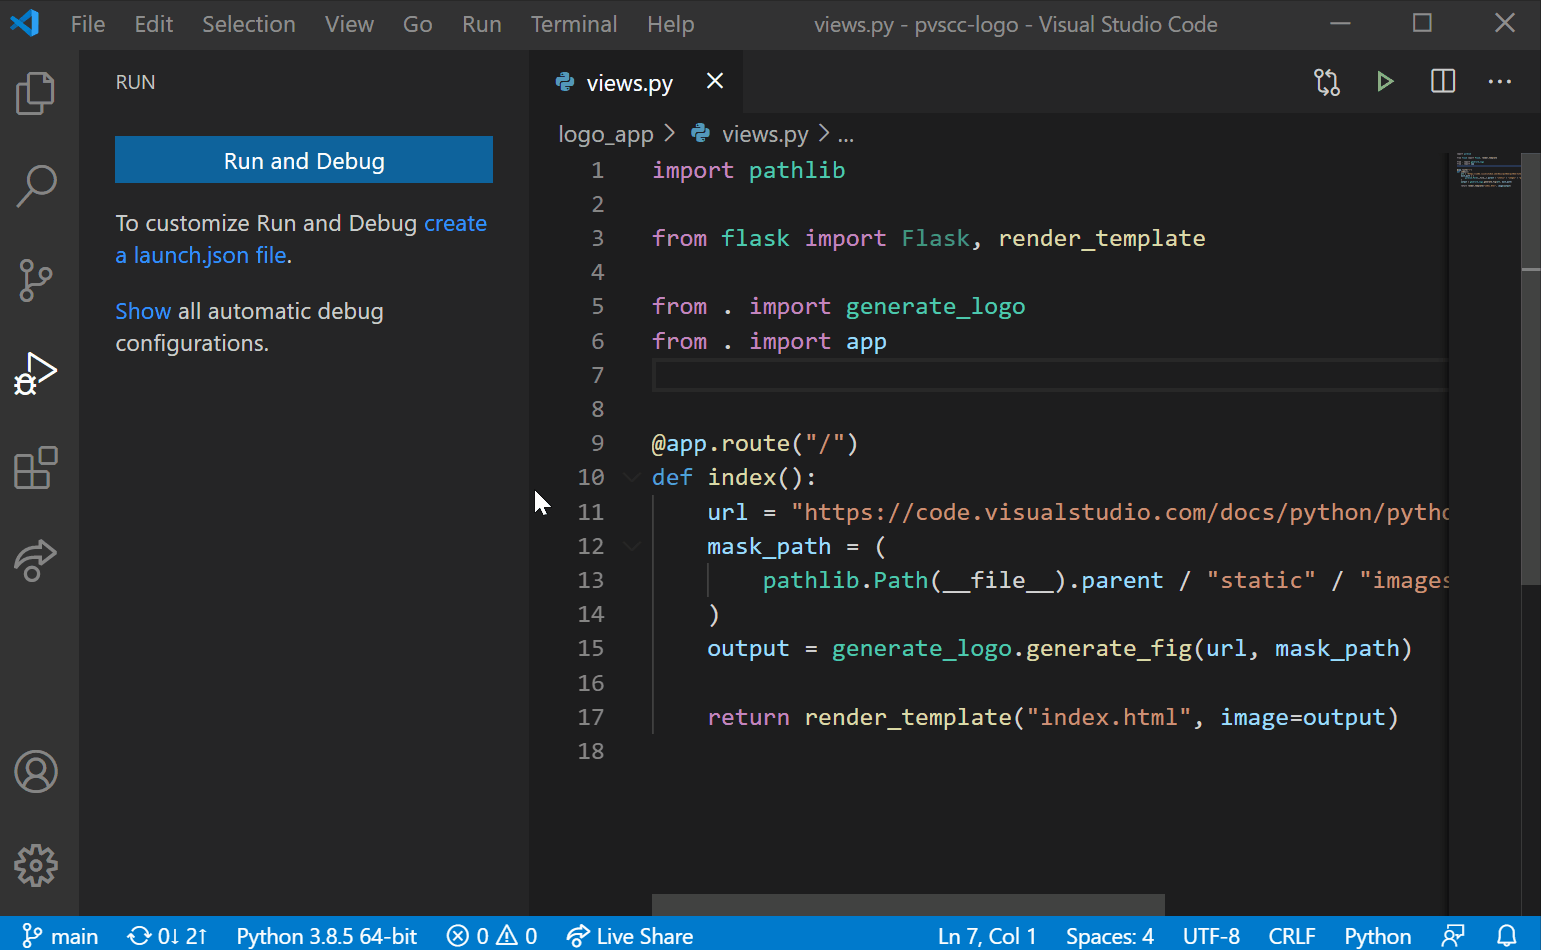 File Edit Selection View Go Run Terminal Help views.py - pvscc-logo - Visual Studio Code
RUN
Run and Debug
To customize Run and Debug create
a launch.json file.
Show all automatic debug
configurations.
views.py
logo_app > views.py > ...
1 import pathlib
2
3 from flask import Flask, render_template
4
5 from . import generate_logo
6 from . import app
7
8
9 @app.route("/")
10 def index():
11 url = "https://code.visualstudio.com/docs/python/pytho
12 mask_path = (
13 pathlib.Path(__file__).parent / "static" / "images
14 )
15 output = generate_logo.generate_fig(url, mask_path)
16
17 return render_template("index.html", image=output)
18
main 0↓ 2↑ Python 3.8.5 64-bit 0 0 Live Share Ln 7, Col 1 Spaces: 4 UTF-8 CRLF Python